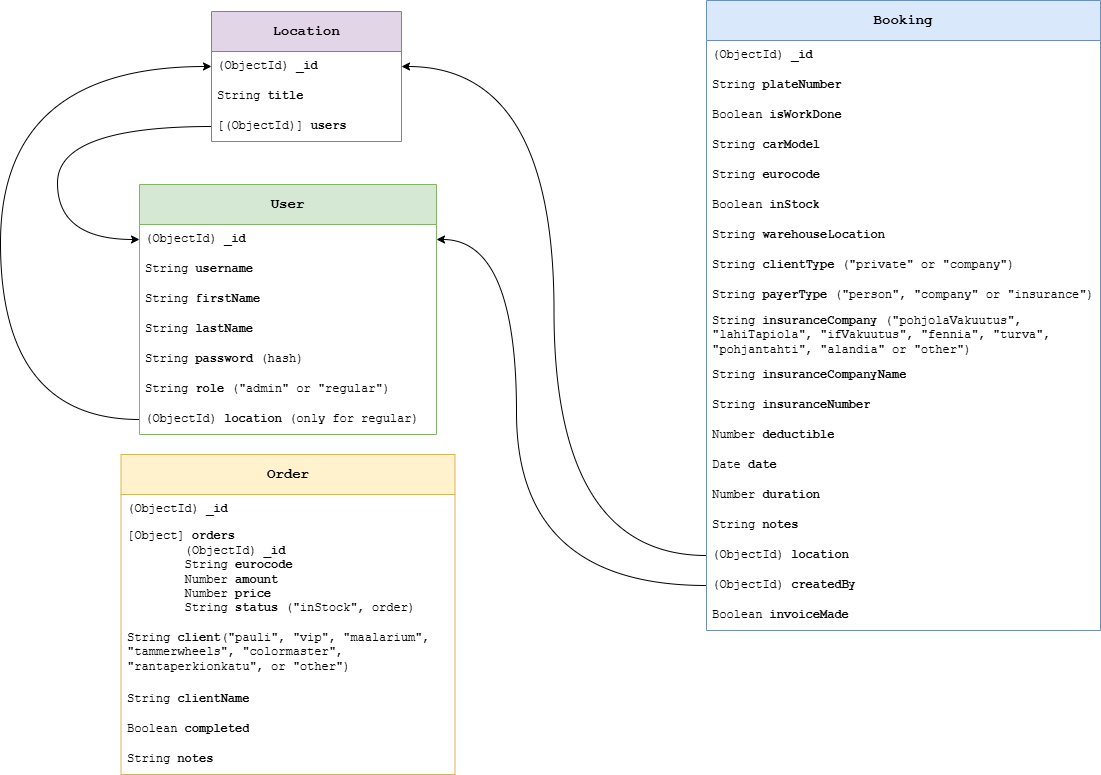 Location
(ObjectId) _id
String title
[(ObjectId)] users
User
(ObjectId) _id
String username
String firstName
String lastName
String password (hash)
String role ("admin" or "regular")
(ObjectId) location (only for regular)
Order
(ObjectId) _id
[Object] orders
(ObjectId) _id
String eurocode
Number amount
Number price
String status ("inStock", order)
String client("pauli", "vip", "maalarium",
"tammerwheels", "colormaster",
"rantaperkionkatu", or "other")
String clientName
Boolean completed
String notes
Booking
(ObjectId) _id
String plateNumber
Boolean isWorkDone
String carModel
String eurocode
Boolean inStock
String warehouseLocation
String clientType ("private" or "company")
String payerType ("person", "company" or "insurance")
String insuranceCompany ("pohjolaVakuutus",
"lahiTapiola", "ifVakuutus", "fennia", "turva",
"pohjantahti", "alandia" or "other")
String insuranceCompanyName
String insuranceNumber
Number deductible
Date date
Number duration
String notes
(ObjectId) location
(ObjectId) createdBy
Boolean invoiceMade